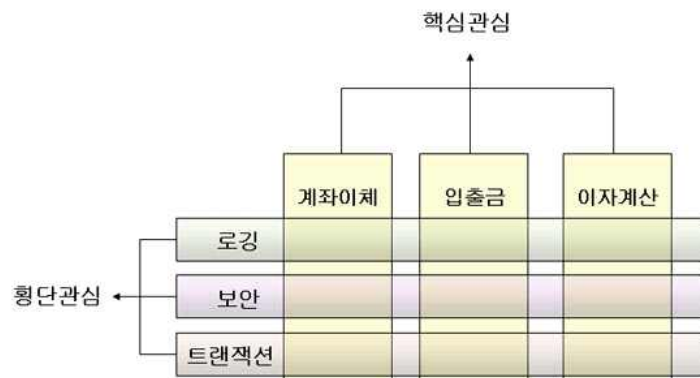 핵심관심
계좌이체
입출금
이자계산
로깅
횡단관심
보안
트랜잭션